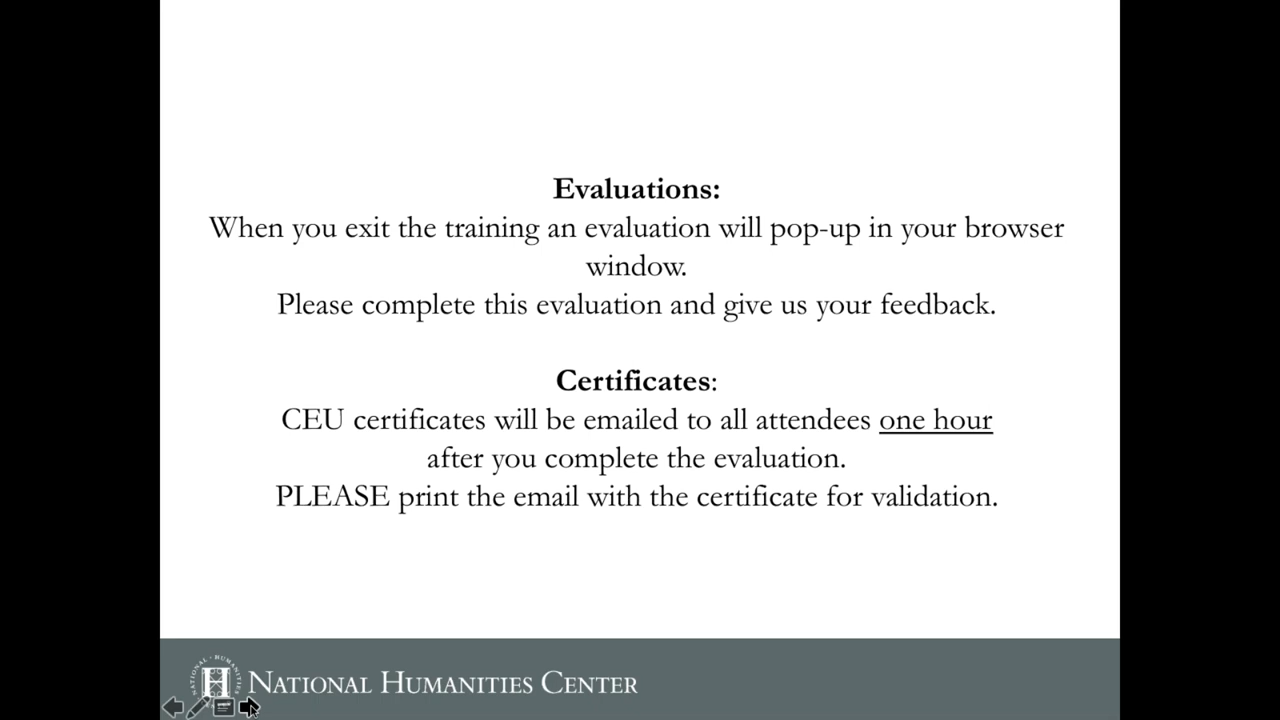 Evaluations:
When you exit the training an evaluation will pop-up in your browser
window.
Please complete this evaluation and give us your feedback.
Certificates:
CEU certificates will be emailed to all attendees one hour
after you complete the evaluation.
PLEASE print the email with the certificate for validation.
NATIONAL HUMANITIES
H
NATIONAL HUMANITIES CENTER